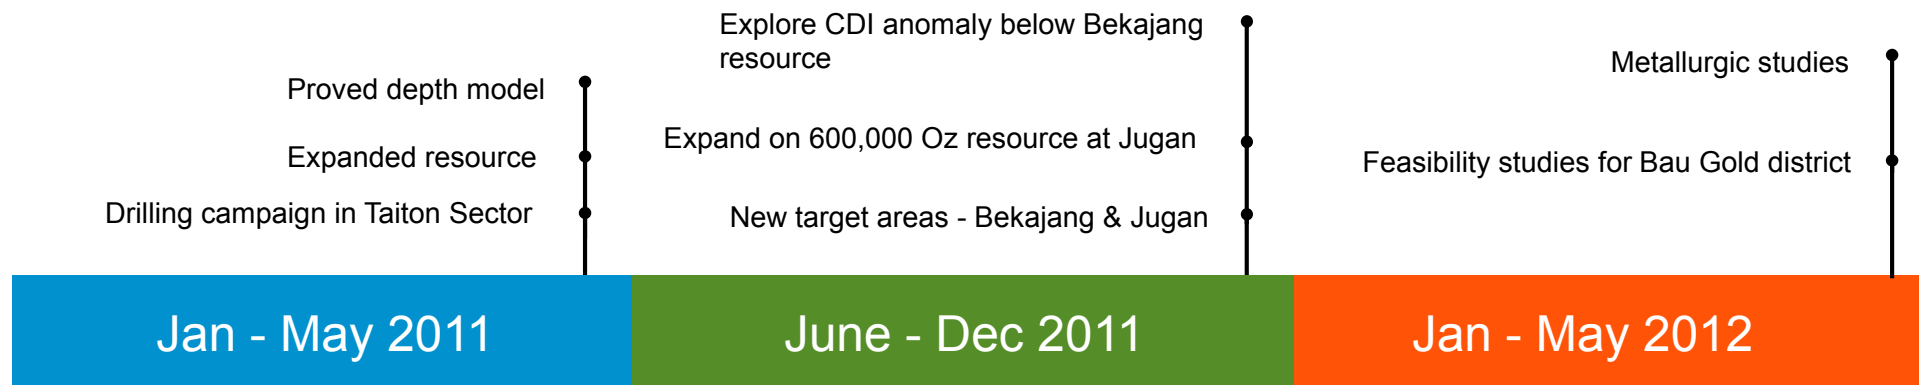 Proved depth model
Expanded resource
Drilling campaign in Taiton Sector
Explore CDI anomaly below Bekajang
resource
Expand on 600,000 Oz resource at Jugan
New target areas - Bekajang & Jugan
Metallurgic studies
Feasibility studies for Bau Gold district
Jan - May 2011
June - Dec 2011
Jan - May 2012